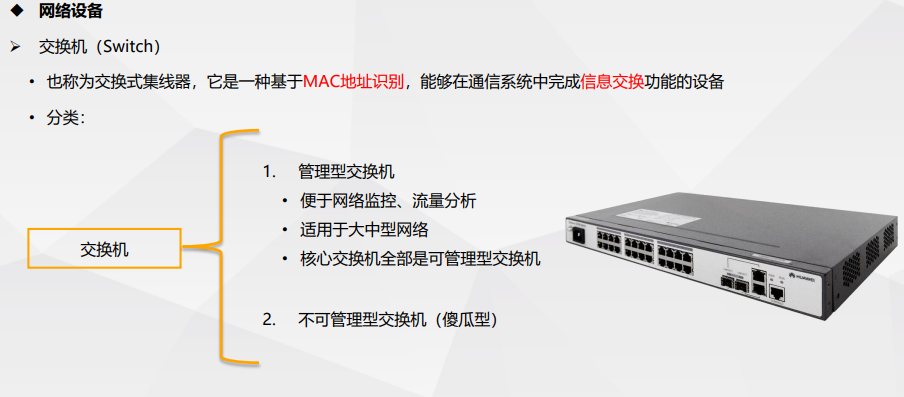 ◆ 网络设备
➢ 交换机（Switch）
• 也称为交换式集线器，它是一种基于MAC地址识别，能够在通信系统中完成信息交换功能的设备
• 分类：
交换机
1. 管理型交换机
• 便于网络监控、流量分析
• 适用于大中型网络
• 核心交换机全部是可管理型交换机
2. 不可管理型交换机（傻瓜型）
HUAWEI